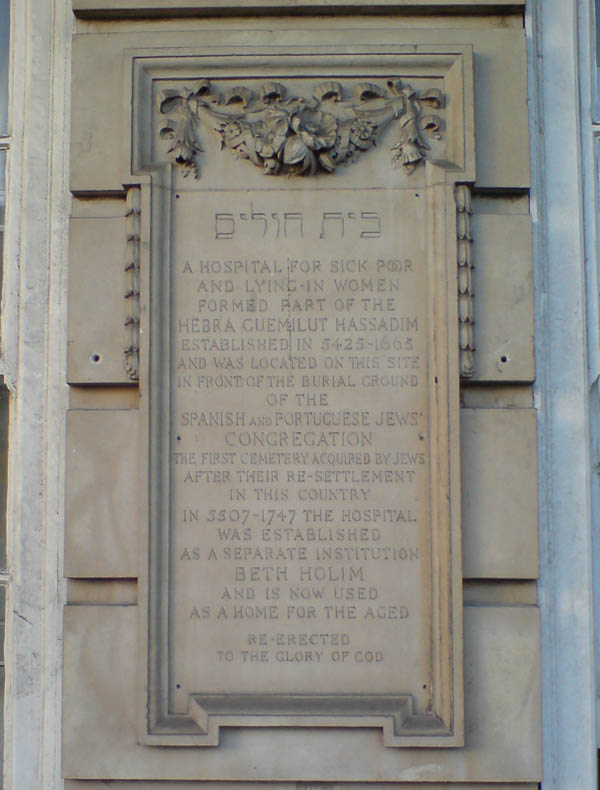 בית חולים
A HOSPITAL FOR SICK POOR
AND LYING-IN WOMEN
FORMED PART OF THE
HEBRA GUEMILUT HASSADIM
ESTABLISHED IN 5425-1665
AND WAS LOCATED ON THIS SITE
IN FRONT OF THE BURIAL GROUND
OF THE
SPANISH AND PORTUGUESE JEWS'
CONGREGATION
THE FIRST CEMETERY ACQUIRED BY JEWS
AFTER THEIR RE-SETTLEMENT
IN THIS COUNTRY
IN 5507-1747 THE HOSPITAL
WAS ESTABLISHED
AS A SEPARATE INSTITUTION
BETH HOLIM
AND IS NOW USED
AS A HOME FOR THE AGED
RE-ERECTED
TO THE GLORY OF GOD